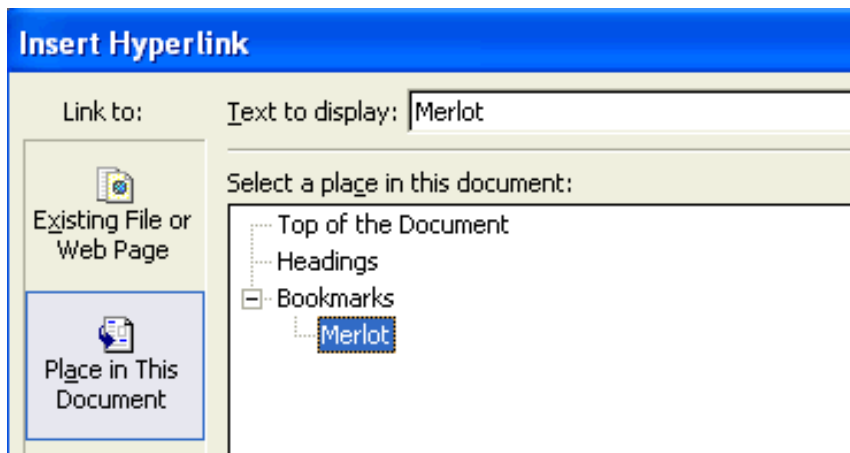 Insert Hyperlink
Link to:
Text to display: Merlot
Existing File or
Web Page
Place in This
Document
Select a place in this document:
Top of the Document
Headings
Bookmarks
Merlot